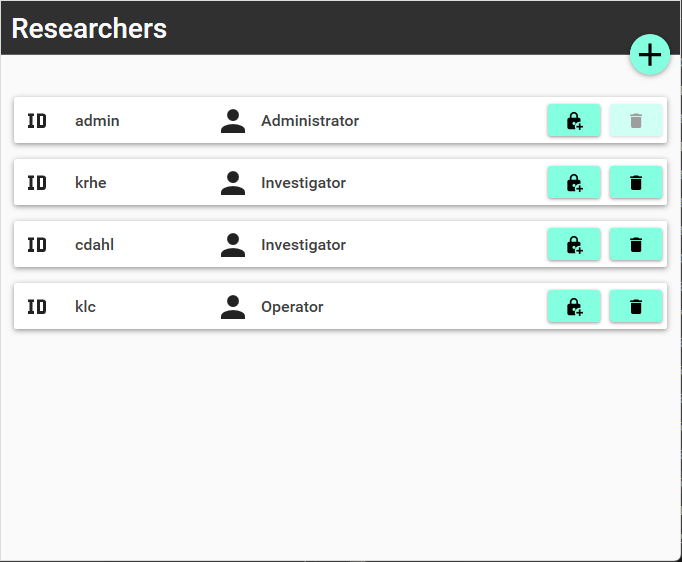 Researchers
ID admin Administrator
ID krhe Investigator
ID cdahl Investigator
ID klc Operator